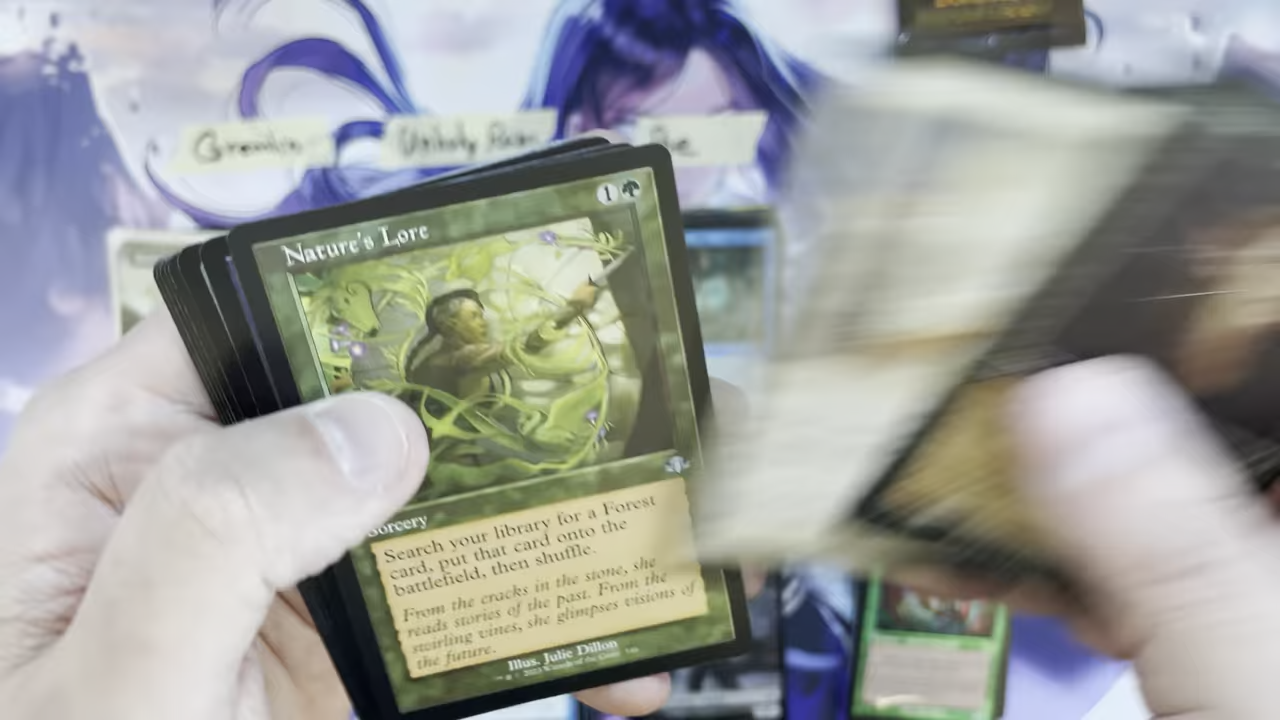 Gremlin
Unholy
Nature's Lore
1
Sorcery
Search your library for a Forest
card, put that card onto the
battlefield, then shuffle.
From the cracks in the stone, she
reads stories of the past. From the
swirling vines, she glimpses visions of
the future.
Illus. Julie Dillon